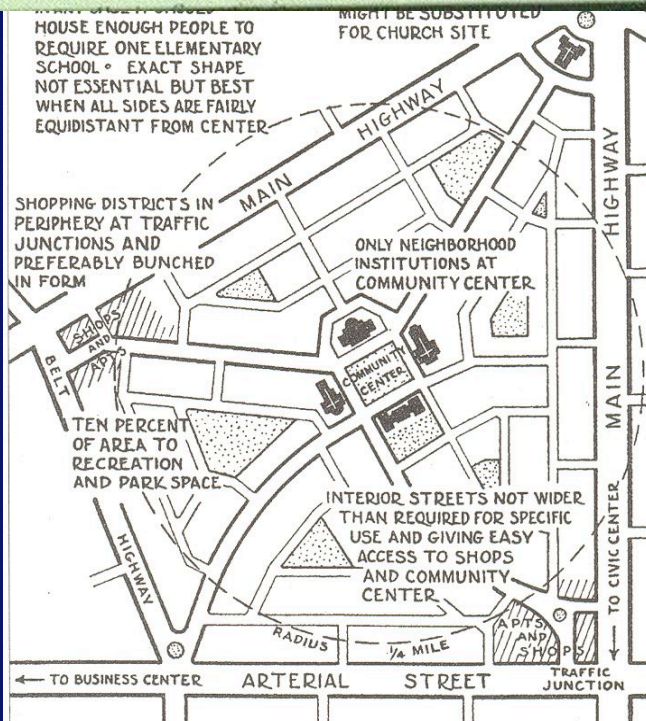 HOUSE ENOUGH PEOPLE TO
REQUIRE ONE ELEMENTARY
SCHOOL • EXACT SHAPE
NOT ESSENTIAL BUT BEST
WHEN ALL SIDES ARE FAIRLY
EQUIDISTANT FROM CENTER
MIGHT BE SUBSTITUTED
FOR CHURCH SITE
MAIN HIGHWAY
HIGHWAY
MAIN
TO CIVIC CENTER
SHOPPING DISTRICTS IN
PERIPHERY AT TRAFFIC
JUNCTIONS AND
PREFERABLY BUNCHED
IN FORM
ONLY NEIGHBORHOOD
INSTITUTIONS AT
COMMUNITY CENTER
SHOPS
AND
APTS
BELT
HIGHWAY
COMMUNITY
CENTER
TEN PERCENT
OF AREA TO
RECREATION
AND PARK SPACE
INTERIOR STREETS NOT WIDER
THAN REQUIRED FOR SPECIFIC
USE AND GIVING EASY
ACCESS TO SHOPS
AND COMMUNITY
CENTER
RADIUS 1/4 MILE
APTS
AND
SHOPS
TRAFFIC
JUNCTION
← TO BUSINESS CENTER
ARTERIAL STREET